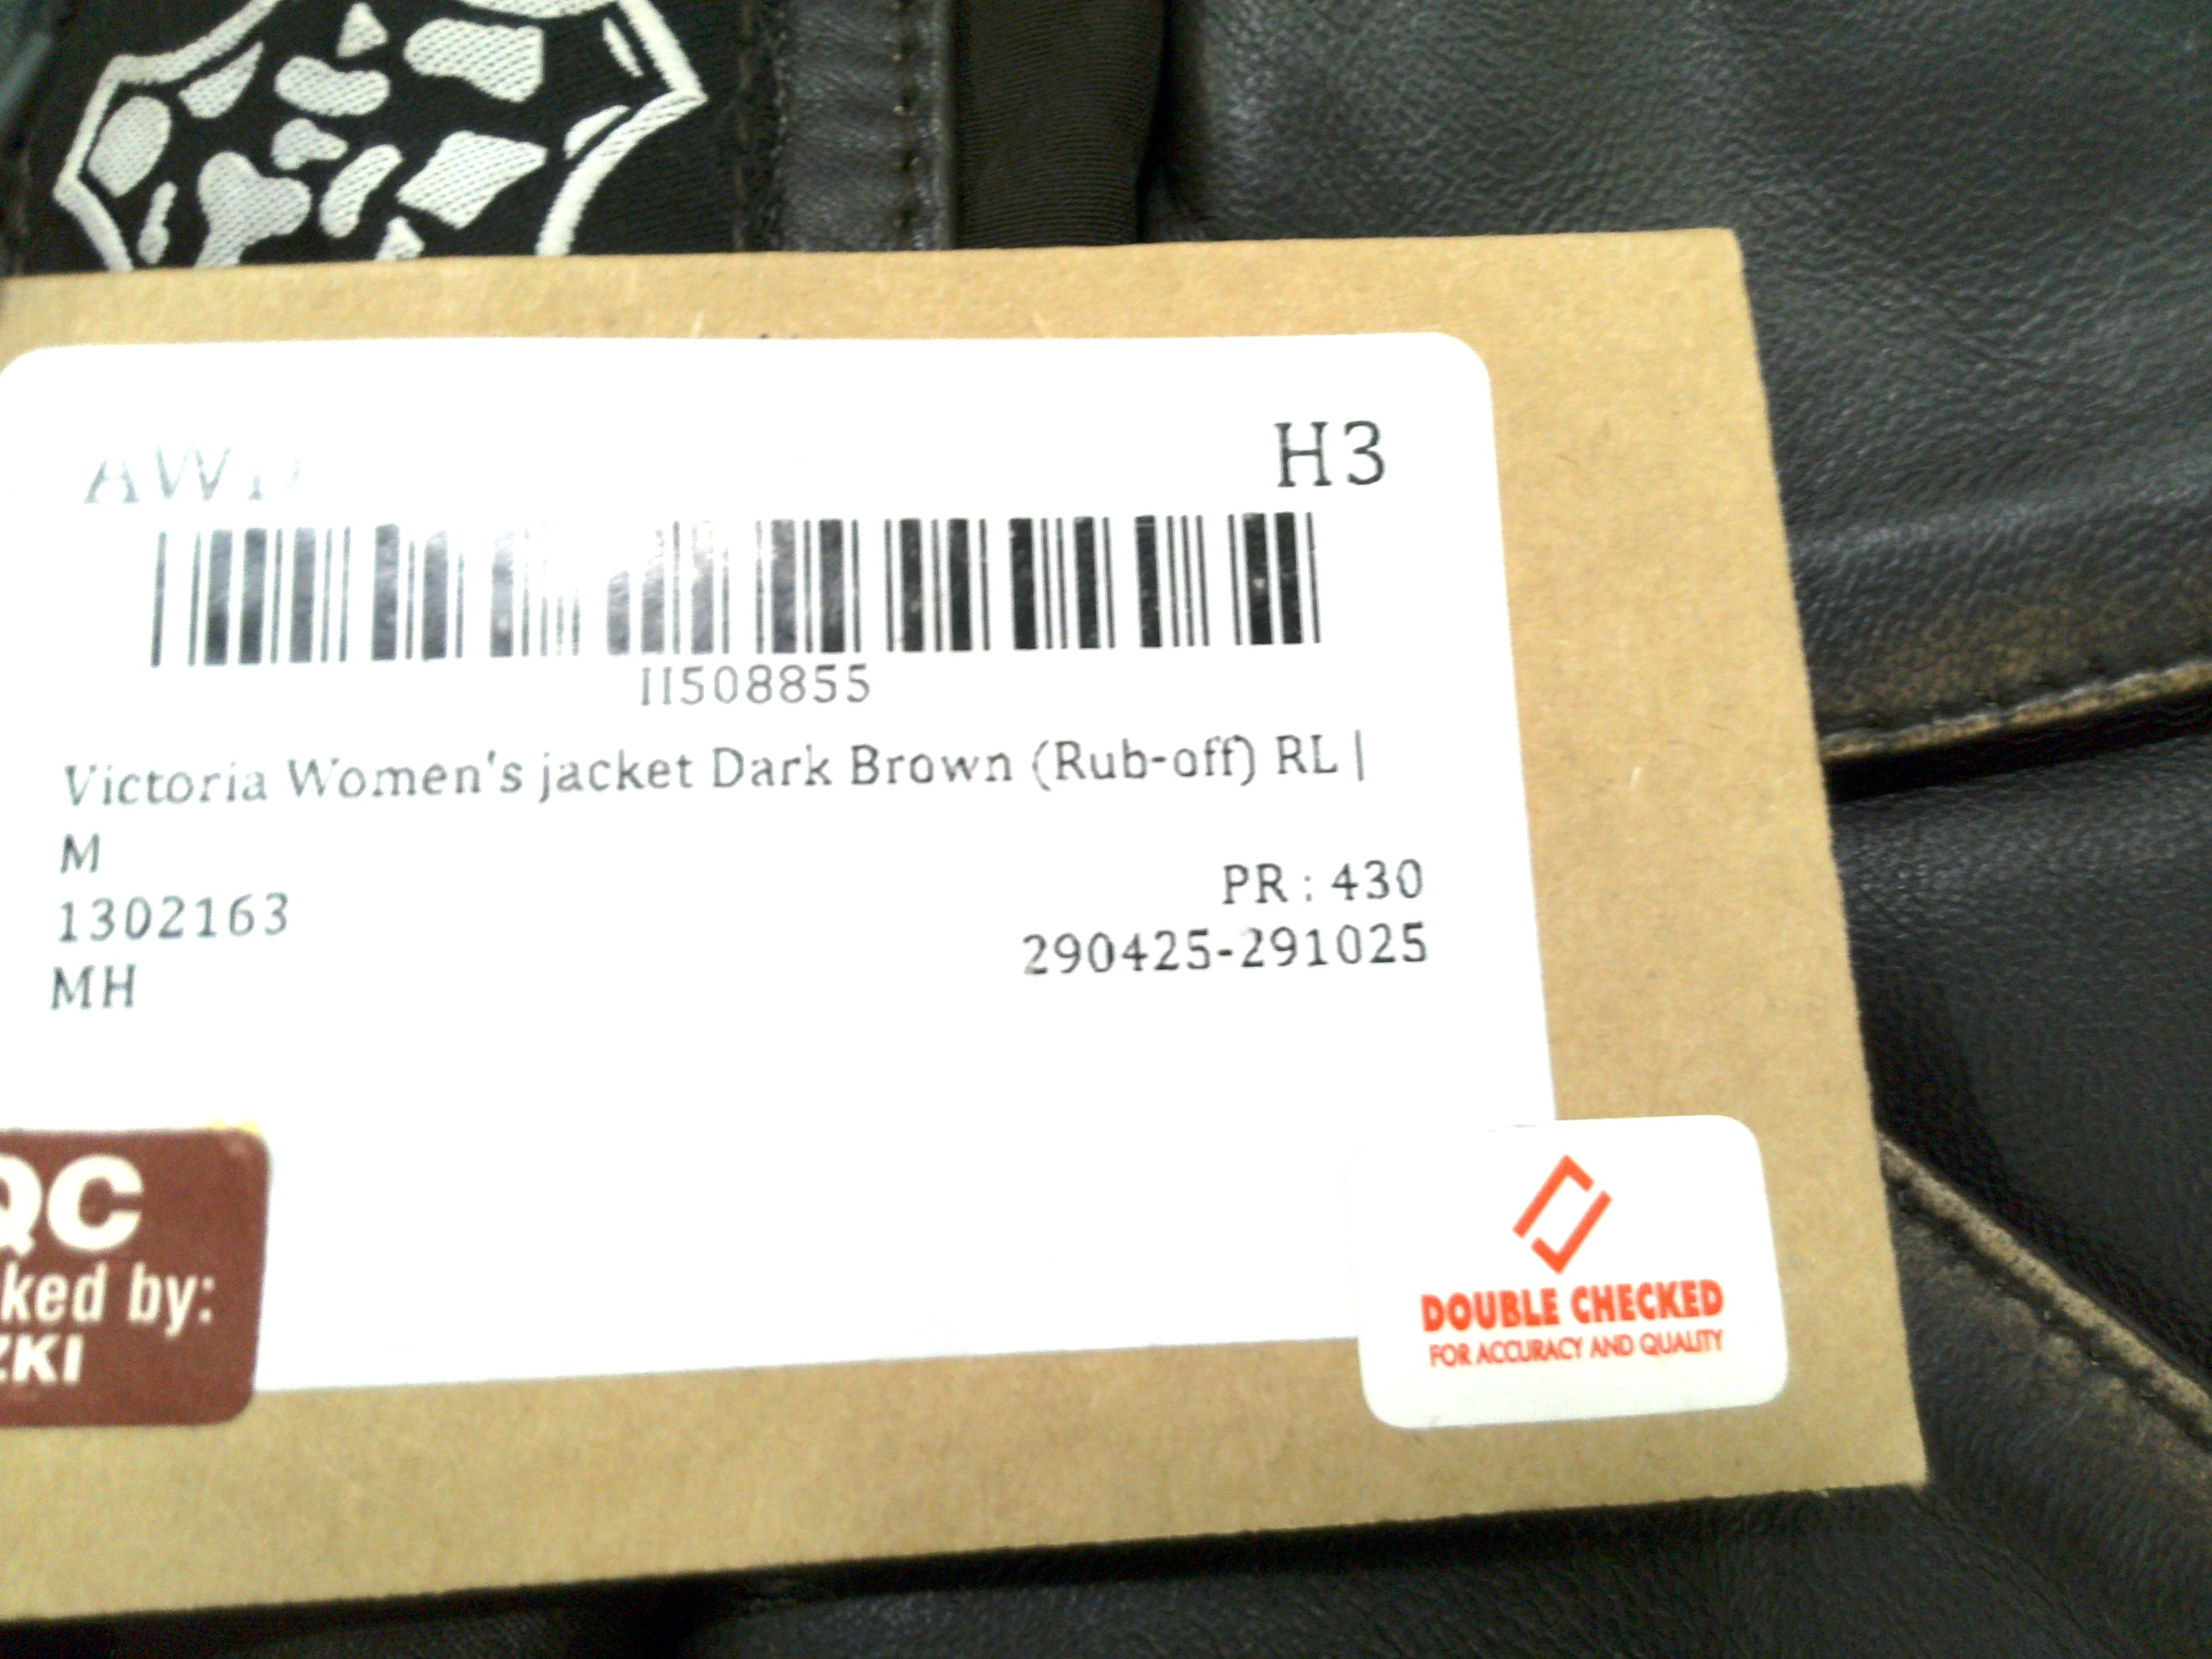 H3
II508855
Victoria Women's jacket Dark Brown (Rub-off) RL |
M
PR : 430
1302163
290425-291025
MH
QC
ked by:
ZKI
DOUBLE CHECKED
FOR ACCURACY AND QUALITY